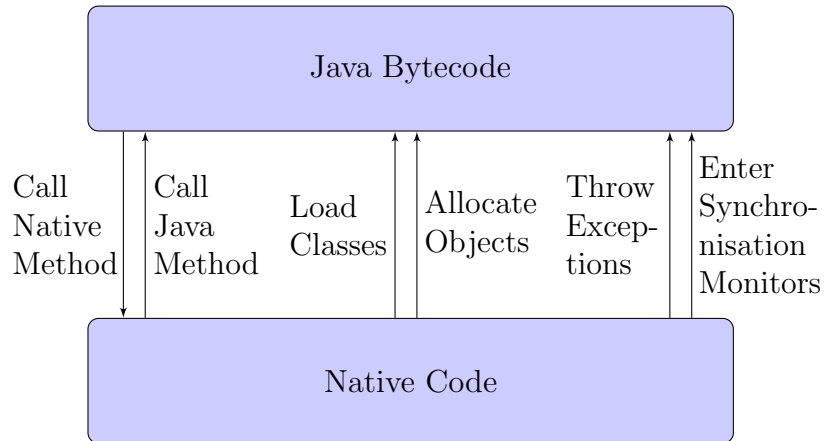 Java Bytecode
Call
Native
Method
Call
Java
Method
Load
Classes
Allocate
Objects
Throw
Excep-
tions
Enter
Synchro-
nisation
Monitors
Native Code